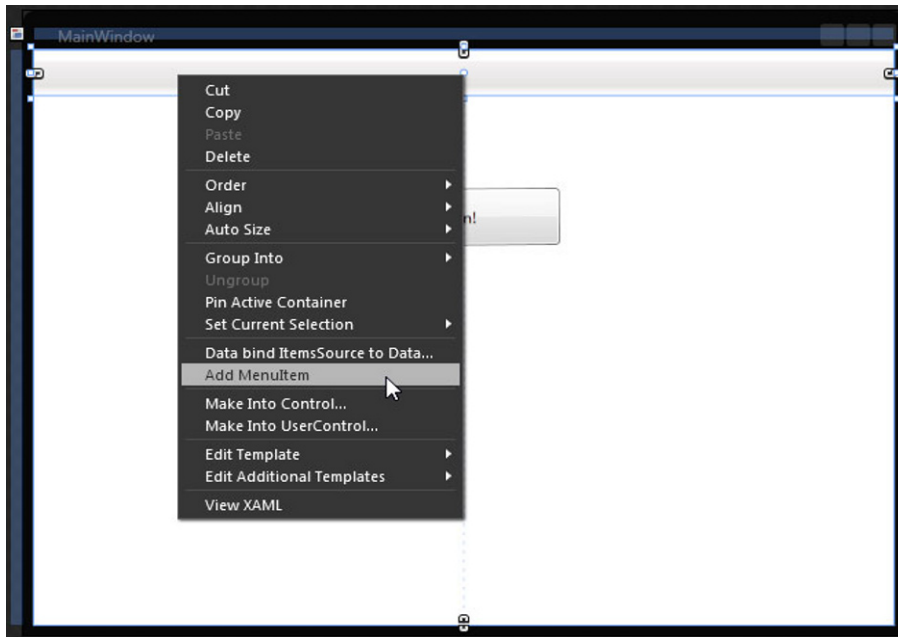 MainWindow
Cut
Copy
Paste
Delete
Order
Align
Auto Size
n!
Group Into
Ungroup
Pin Active Container
Set Current Selection
Data bind ItemsSource to Data...
Add MenuItem
Make Into Control...
Make Into UserControl...
Edit Template
Edit Additional Templates
View XAML